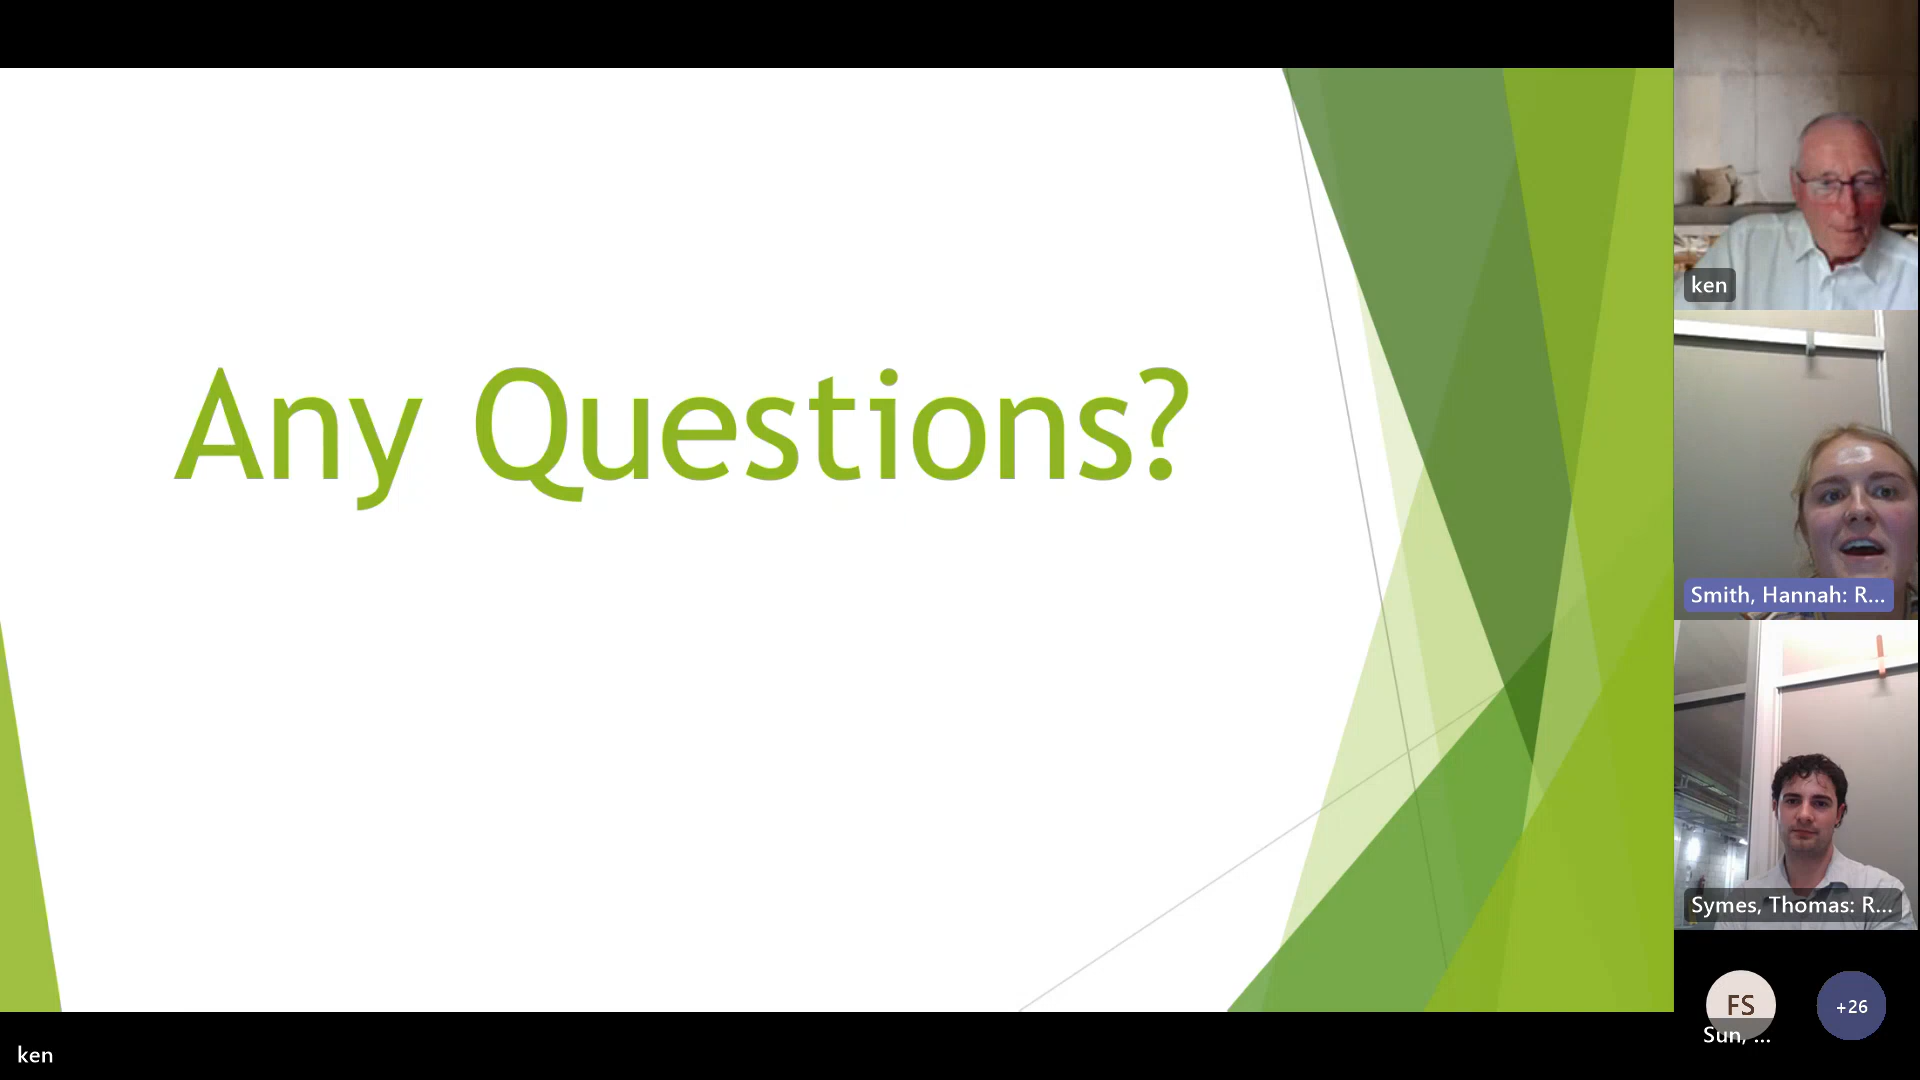 Any Questions?
ken
Smith, Hannah: R...
Symes, Thomas: R...
FS
Sun, ...
+26
ken